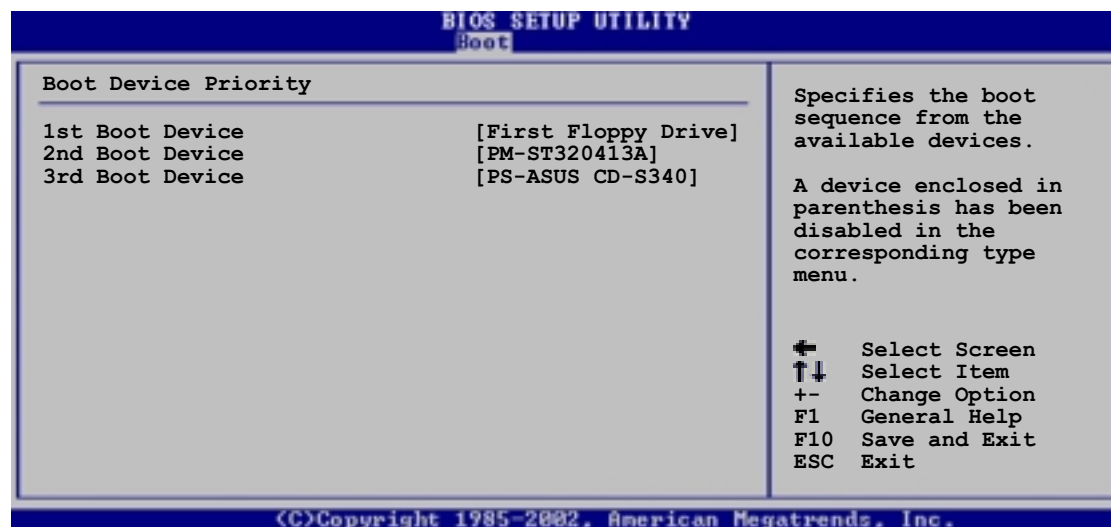 BIOS SETUP UTILITY
Boot
Boot Device Priority
1st Boot Device [First Floppy Drive]
2nd Boot Device [PM-ST320413A]
3rd Boot Device [PS-ASUS CD-S340]
Specifies the boot
sequence from the
available devices.
A device enclosed in
parenthesis has been
disabled in the
corresponding type
menu.
← Select Screen
↑↓ Select Item
+- Change Option
F1 General Help
F10 Save and Exit
ESC Exit
(C)Copyright 1985-2002, American Megatrends, Inc.